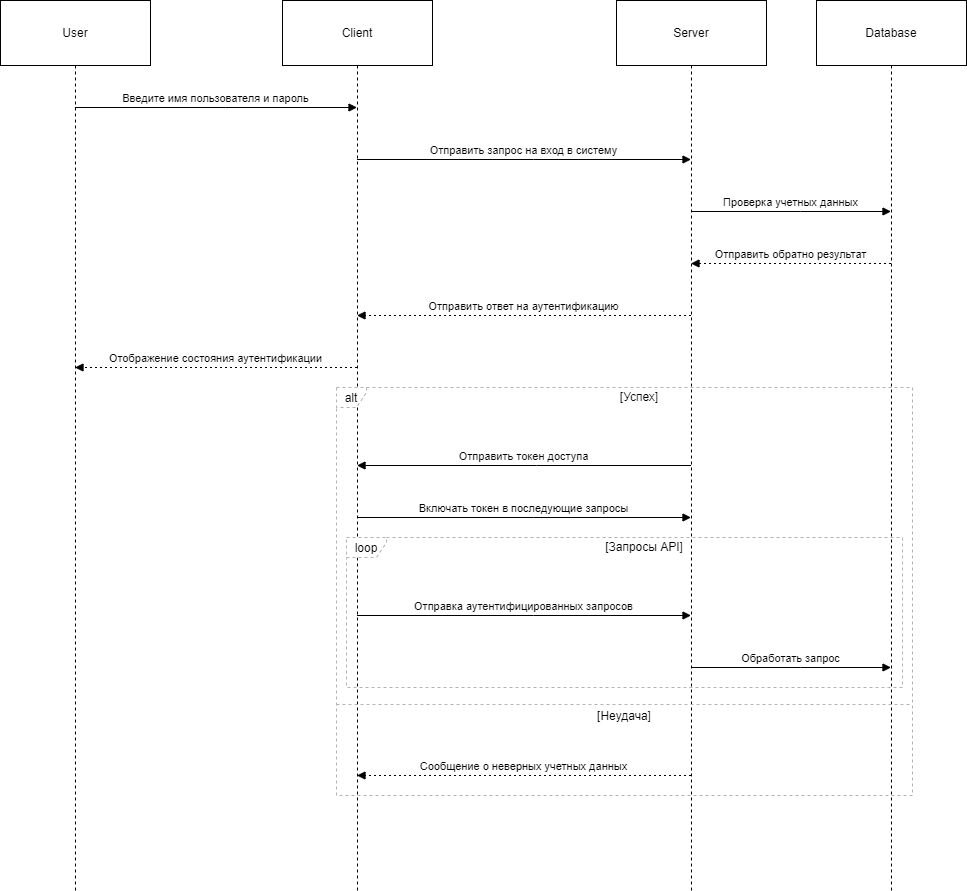 User
Client
Server
Database
Введите имя пользователя и пароль
Отправить запрос на вход в систему
Проверка учетных данных
Отправить обратно результат
Отправить ответ на аутентификацию
Отображение состояния аутентификации
alt
[Успех]
Отправить токен доступа
Включать токен в последующие запросы
loop
[Запросы API]
Отправка аутентифицированных запросов
Обработать запрос
[Неудача]
Сообщение о неверных учетных данных